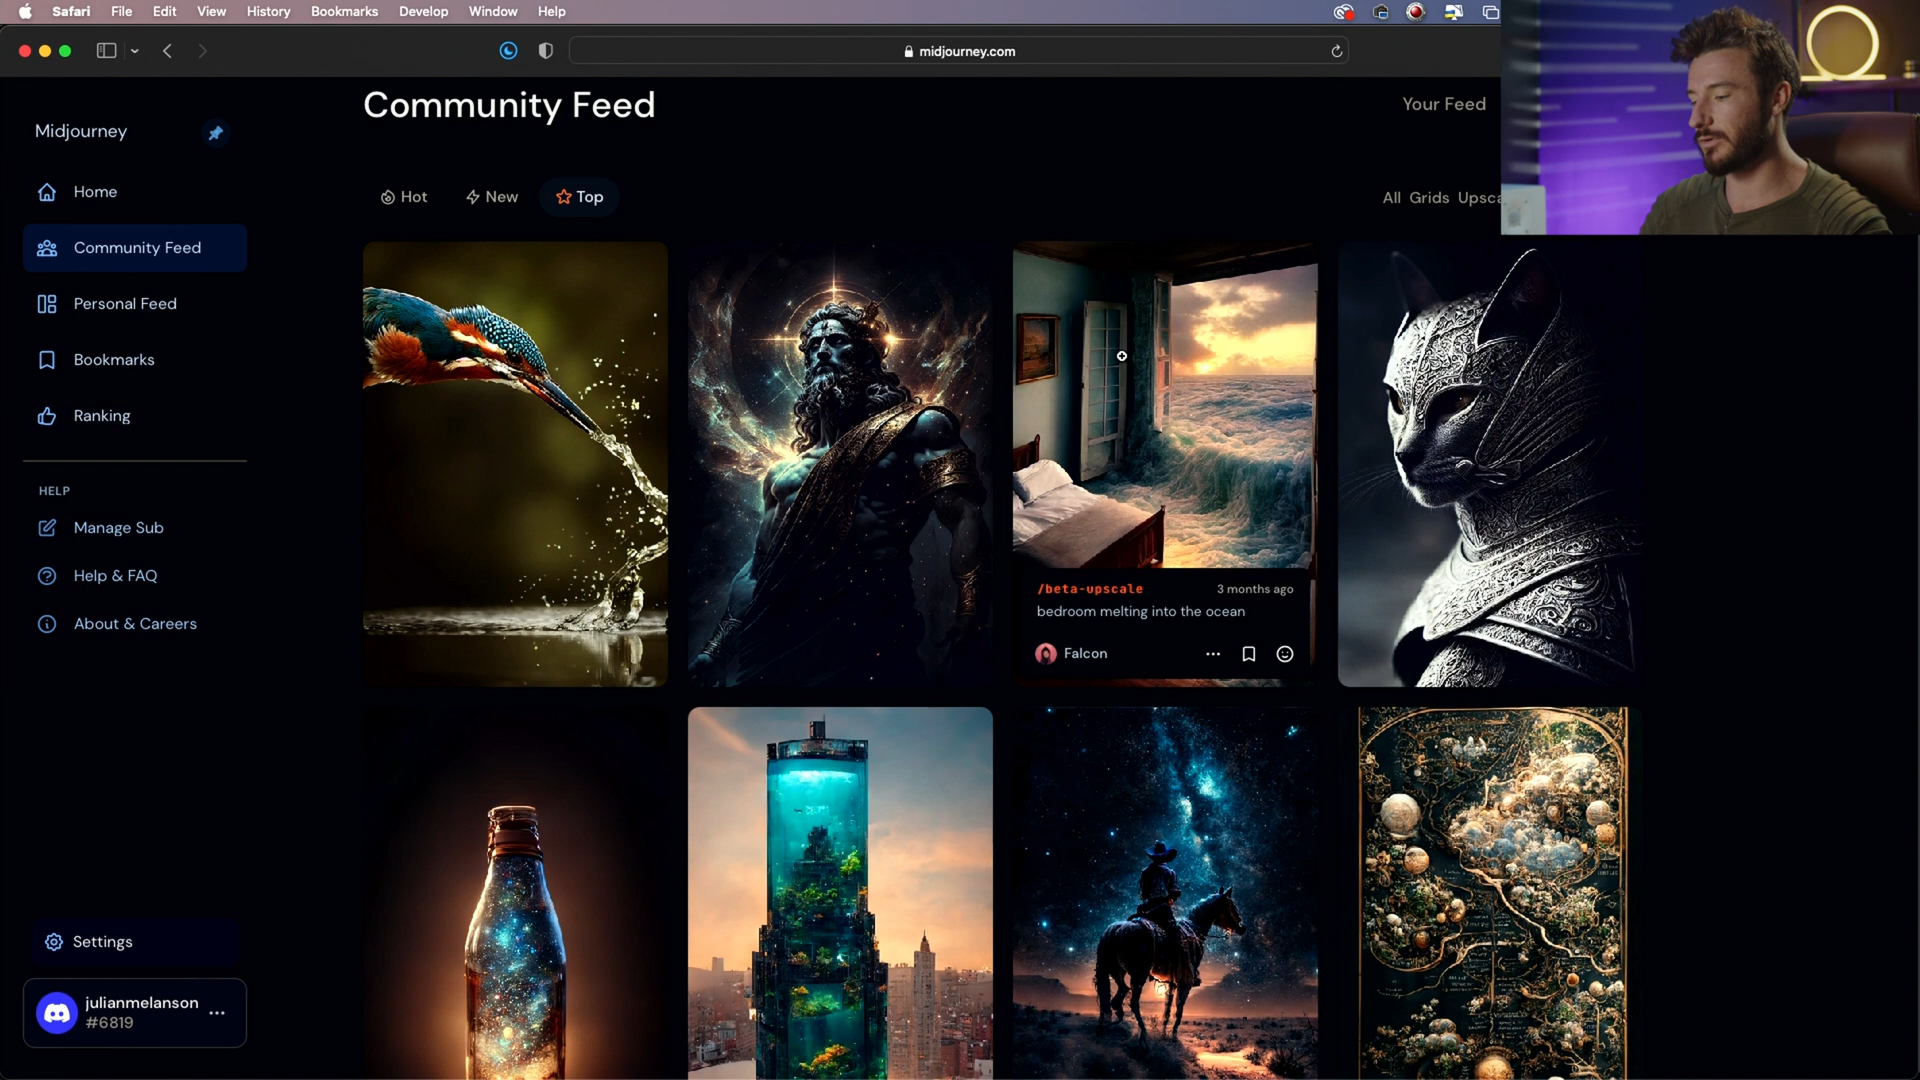 Safari File Edit View History Bookmarks Develop Window Help
midjourney.com
Community Feed
Your Feed
Midjourney
Home
Community Feed
Personal Feed
Bookmarks
Ranking
HELP
Manage Sub
Help & FAQ
About & Careers
Settings
julianmelanson
#6819
Hot New Top
All Grids Upsca
/beta-upscale 3 months ago
bedroom melting into the ocean
Falcon